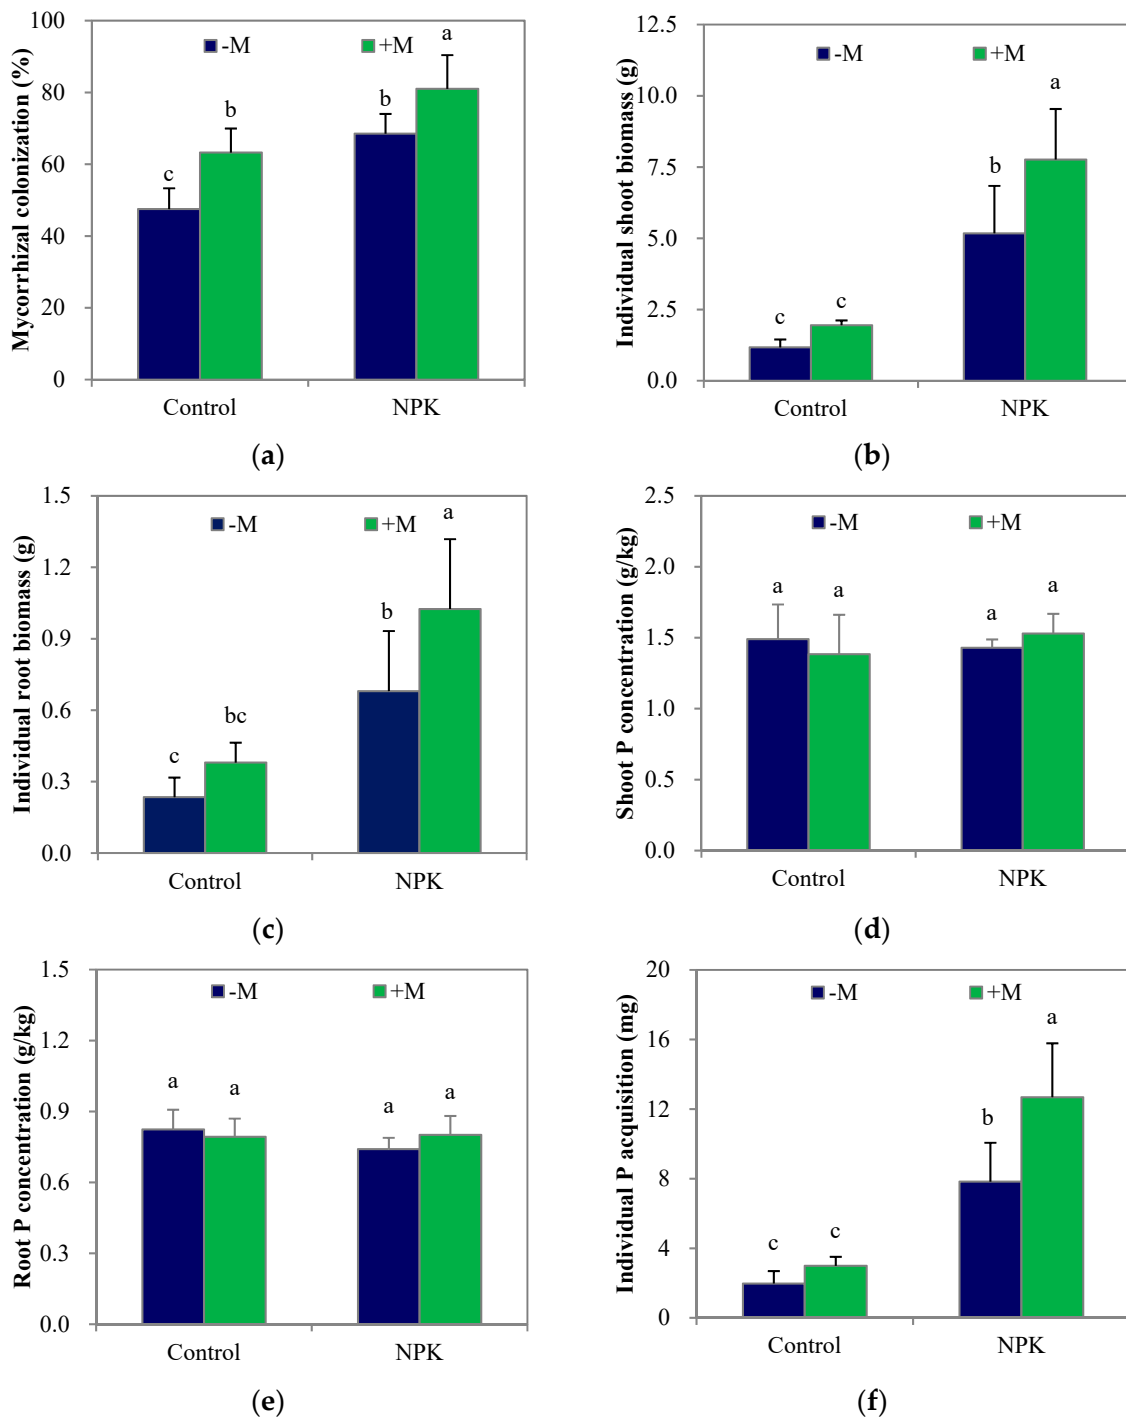 Mycorrhizal colonization (%)
100
80
60
40
20
0
-M
+M
c
b
b
a
Control
NPK
(a)
Individual shoot biomass (g)
12.5
10.0
7.5
5.0
2.5
0.0
-M
+M
c
c
b
a
Control
NPK
(b)
Individual root biomass (g)
1.5
1.2
0.9
0.6
0.3
0.0
-M
+M
c
bc
b
a
Control
NPK
(c)
Shoot P concentration (g/kg)
2.5
2.0
1.5
1.0
0.5
0.0
-M
+M
a
a
a
a
Control
NPK
(d)
Root P concentration (g/kg)
1.5
1.2
0.9
0.6
0.3
0.0
-M
+M
a
a
a
a
Control
NPK
(e)
Individual P acquisition (mg)
20
16
12
8
4
0
-M
+M
c
c
b
a
Control
NPK
(f)